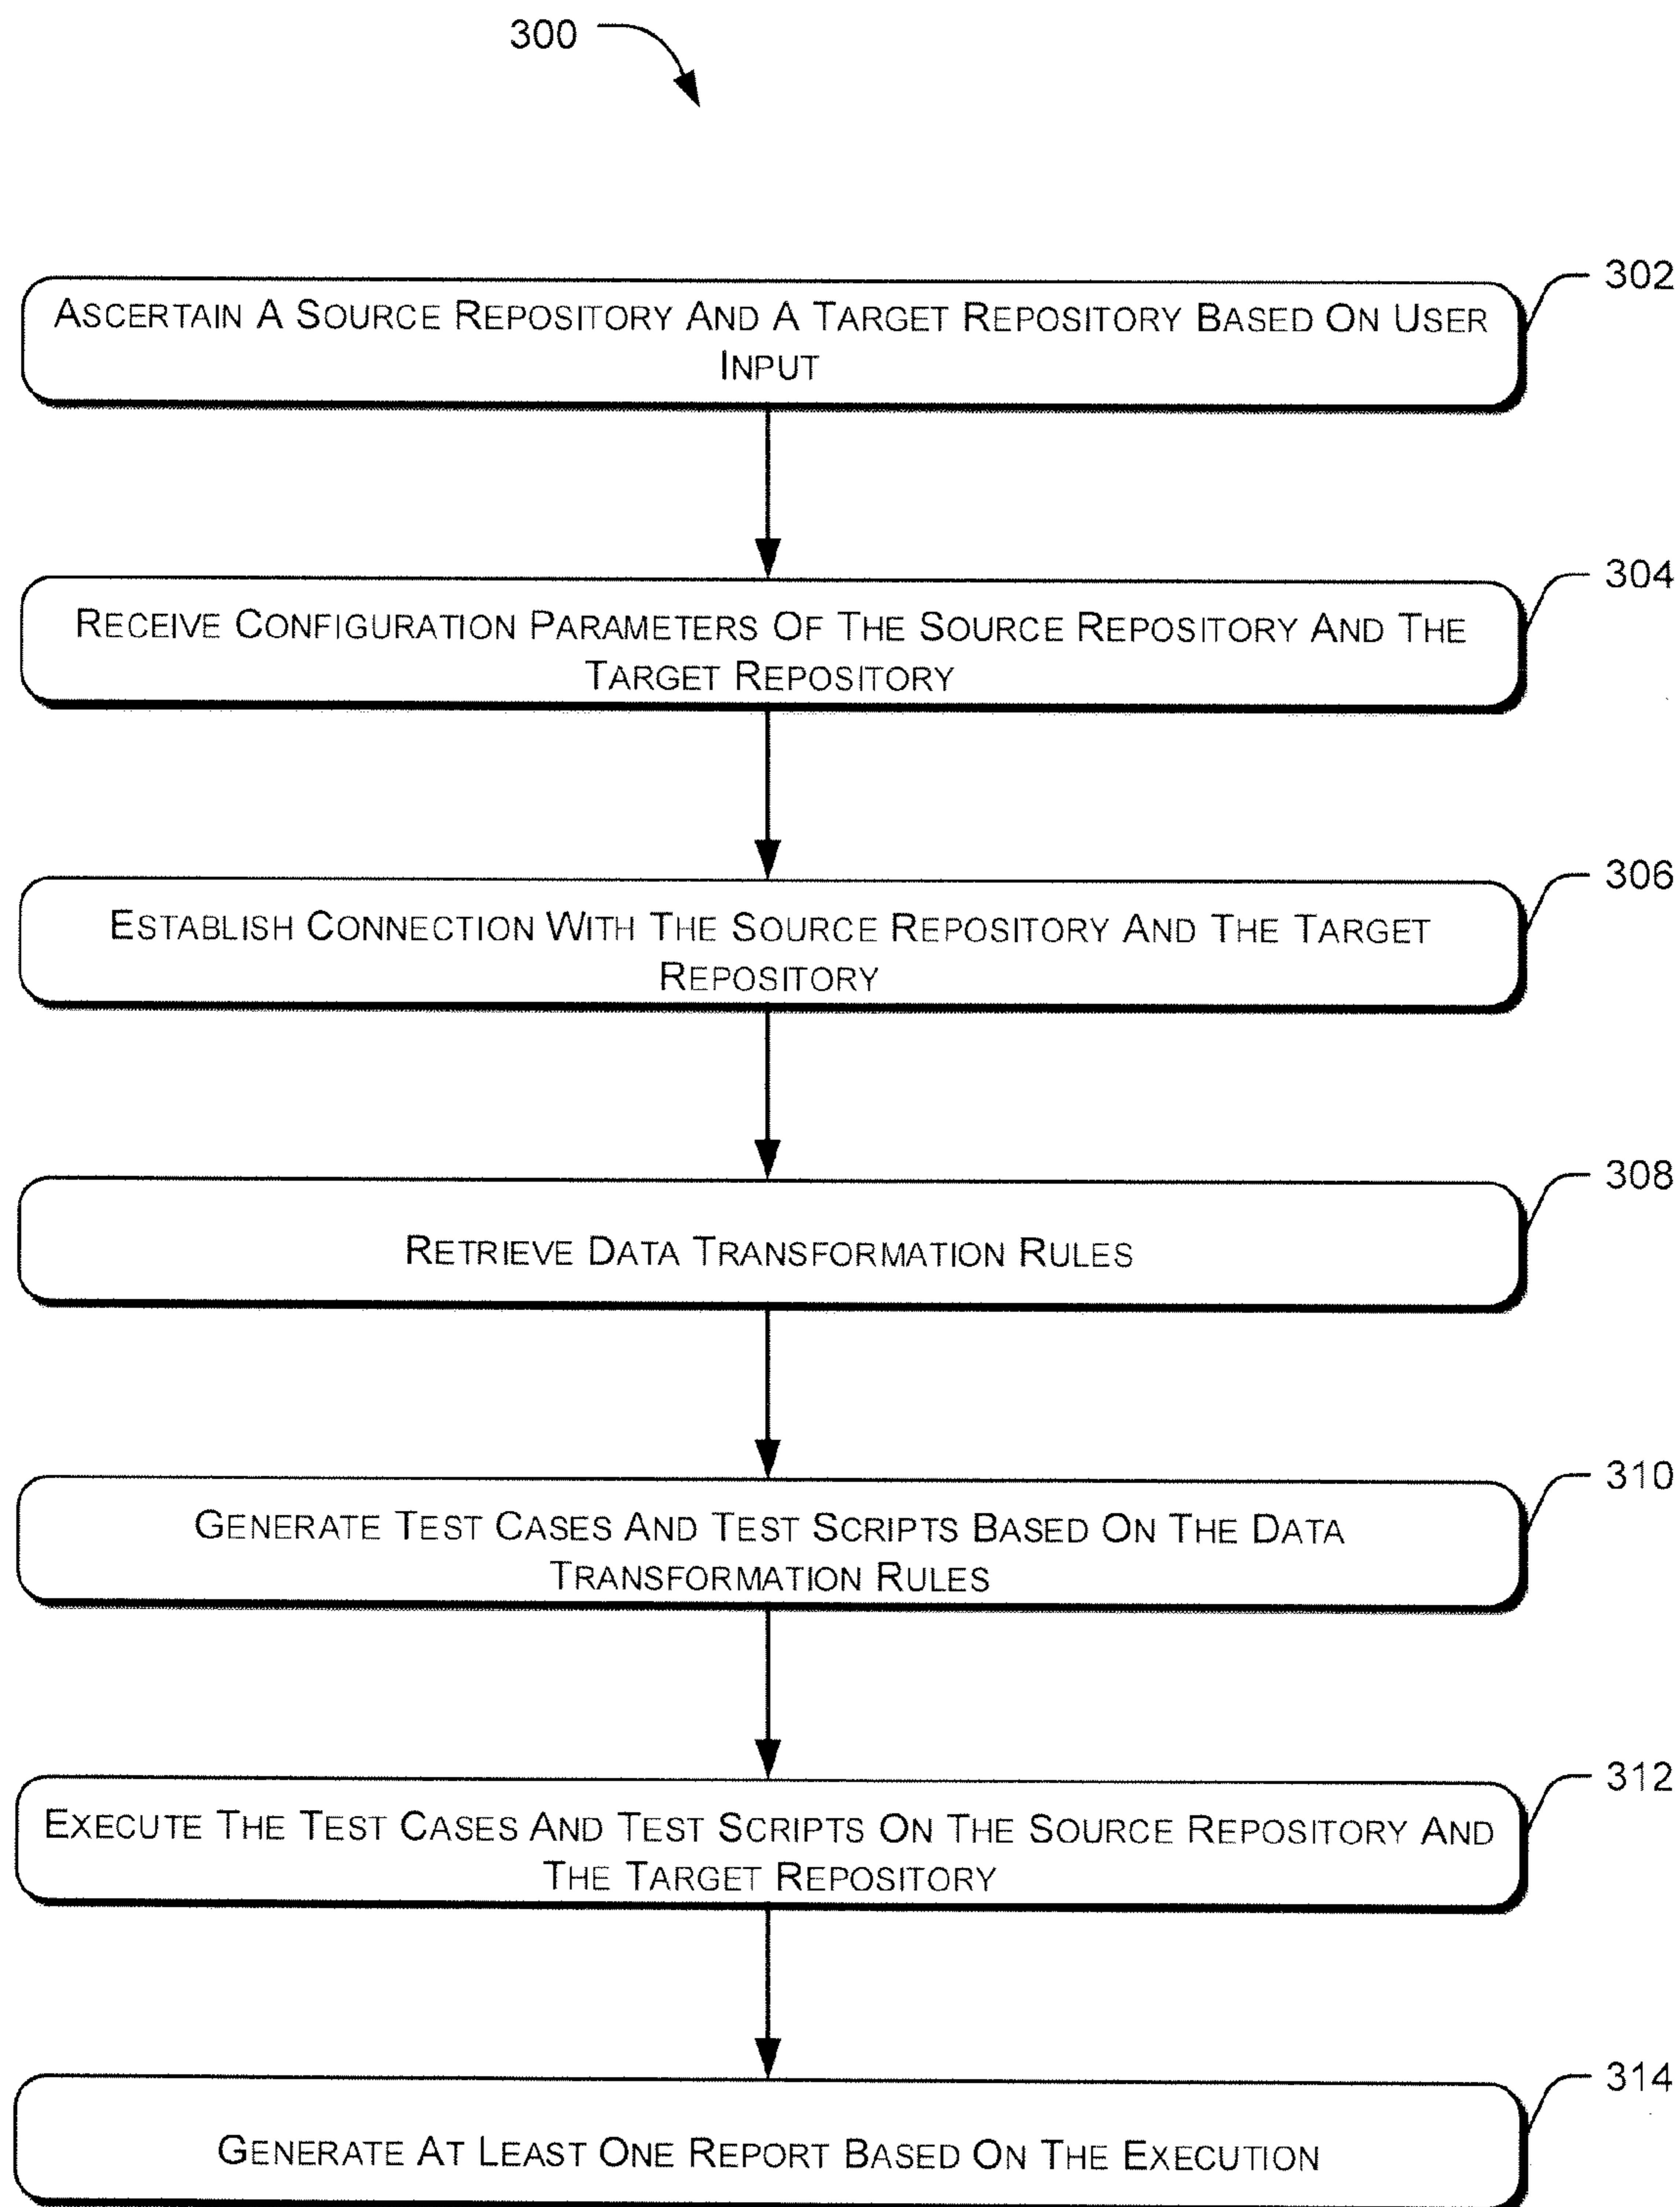 300
302
ASCERTAIN A SOURCE REPOSITORY AND A TARGET REPOSITORY BASED ON USER
INPUT
304
RECEIVE CONFIGURATION PARAMETERS OF THE SOURCE REPOSITORY AND THE
TARGET REPOSITORY
306
ESTABLISH CONNECTION WITH THE SOURCE REPOSITORY AND THE TARGET
REPOSITORY
308
RETRIEVE DATA TRANSFORMATION RULES
310
GENERATE TEST CASES AND TEST SCRIPTS BASED ON THE DATA
TRANSFORMATION RULES
312
EXECUTE THE TEST CASES AND TEST SCRIPTS ON THE SOURCE REPOSITORY AND
THE TARGET REPOSITORY
314
GENERATE AT LEAST ONE REPORT BASED ON THE EXECUTION